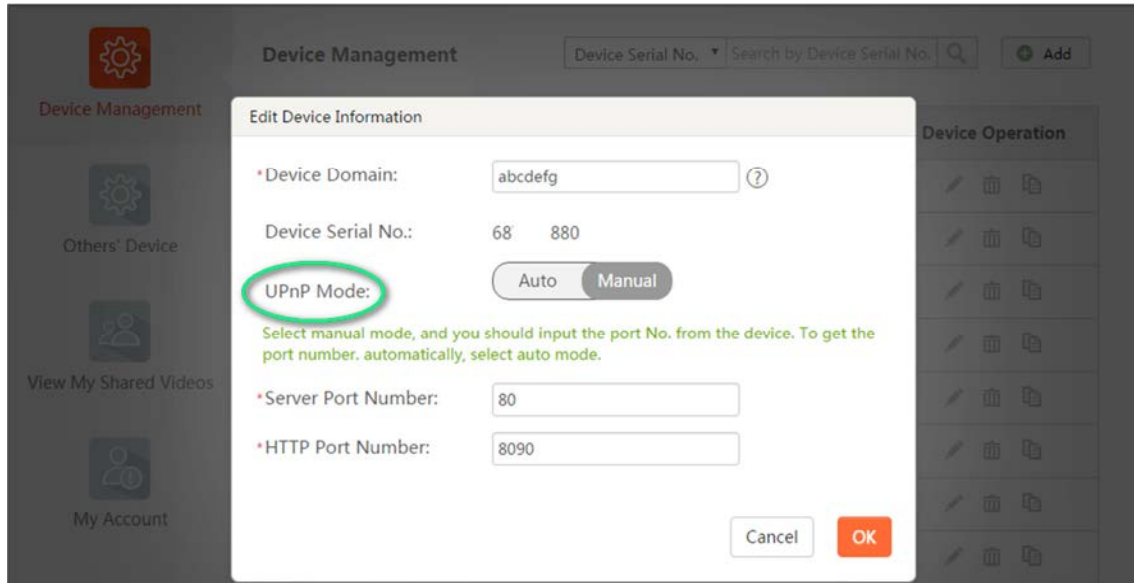 Device Management
Device Serial No. Search by Device Serial No. Add
Device Management
Edit Device Information
Device Operation
*Device Domain: abcdefg ?
Others' Device
Device Serial No.: 68 880
UPnP Mode: Auto Manual
Select manual mode, and you should input the port No. from the device. To get the
port number. automatically, select auto mode.
View My Shared Videos
*Server Port Number: 80
*HTTP Port Number: 8090
My Account
Cancel OK